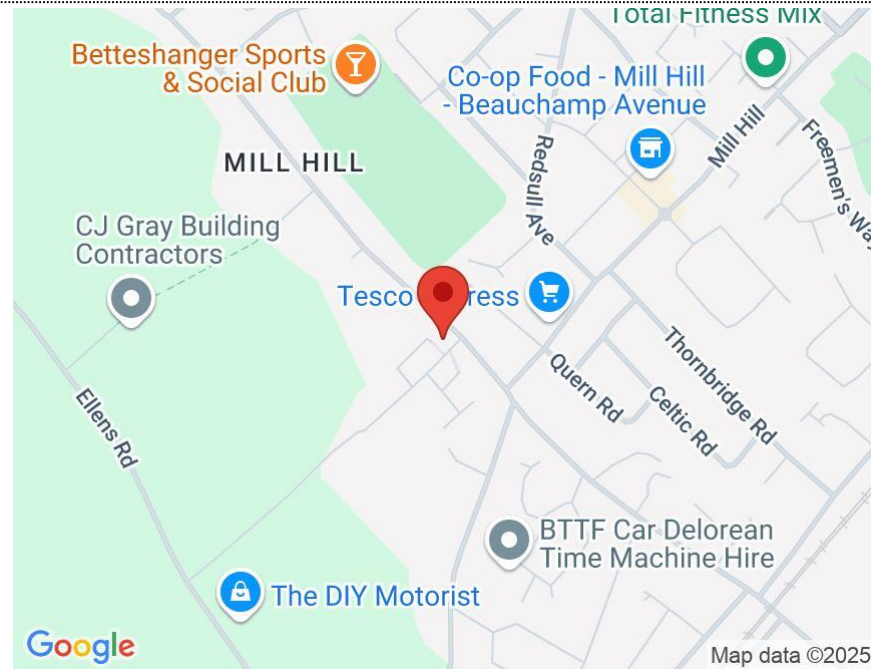 Total Fitness Mix
Betteshanger Sports
& Social Club
Co-op Food - Mill Hill
- Beauchamp Avenue
Mill Hill
Freemen's Way
Redsull Ave
MILL HILL
CJ Gray Building
Contractors
Tesco ress
Thornbridge Rd
Quern Rd
Celtic Rd
Ellens Rd
BTTF Car Delorean
Time Machine Hire
The DIY Motorist
Google
Map data ©2025